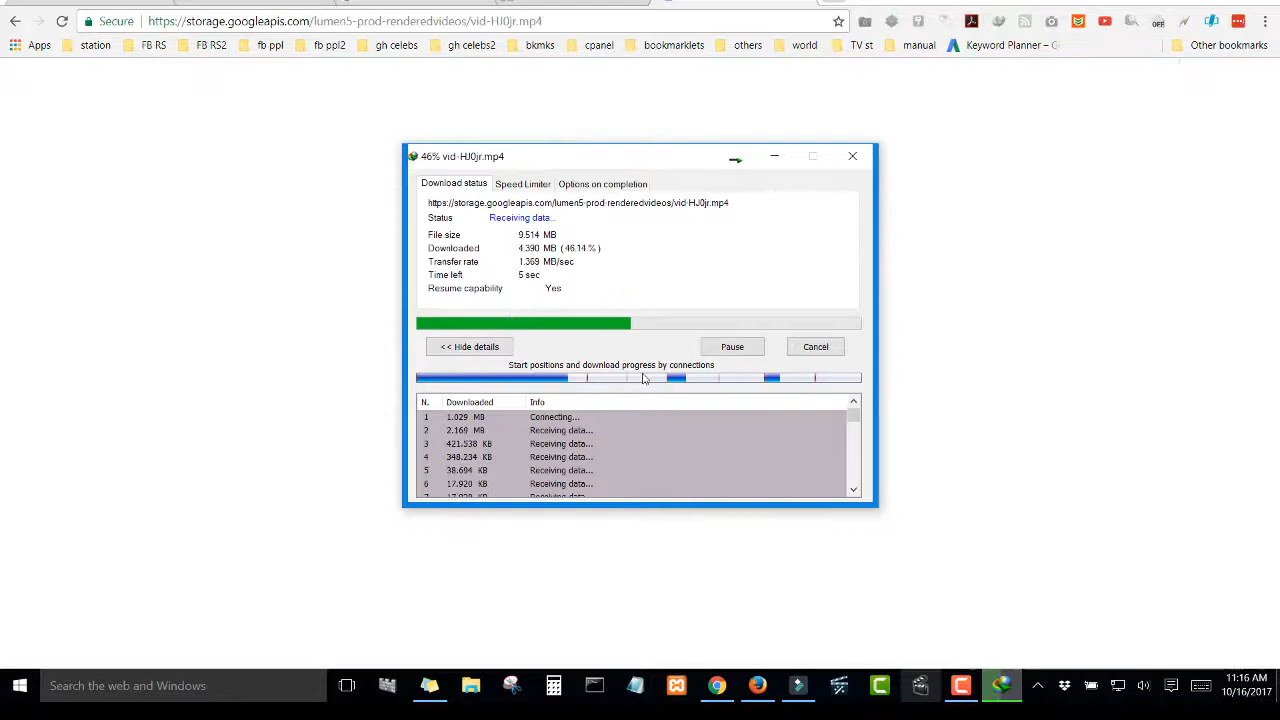 Secure https://storage.googleapis.com/lumen5-prod-renderedvideos/vid-HJ0jr.mp4
Apps station FB RS FB RS2 fb ppl fb ppl2 gh celebs gh celebs2 bkmks cpanel bookmarklets others world TV st manual Keyword Planner – Other bookmarks
46% vid-HJ0jr.mp4
Download status Speed Limiter Options on completion
https://storage.googleapis.com/lumen5-prod-renderedvideos/vid-HJ0jr.mp4
Status Receiving data...
File size 9.514 MB
Downloaded 4.390 MB ( 46.14 % )
Transfer rate 1.369 MB/sec
Time left 5 sec
Resume capability Yes
<< Hide details Pause Cancel
Start positions and download progress by connections
N. Downloaded Info
1 1.029 MB Connecting...
2 2.169 MB Receiving data...
3 421.538 KB Receiving data...
4 348.234 KB Receiving data...
5 38.694 KB Receiving data...
6 17.920 KB Receiving data...
Search the web and Windows
11:16 AM
10/16/2017